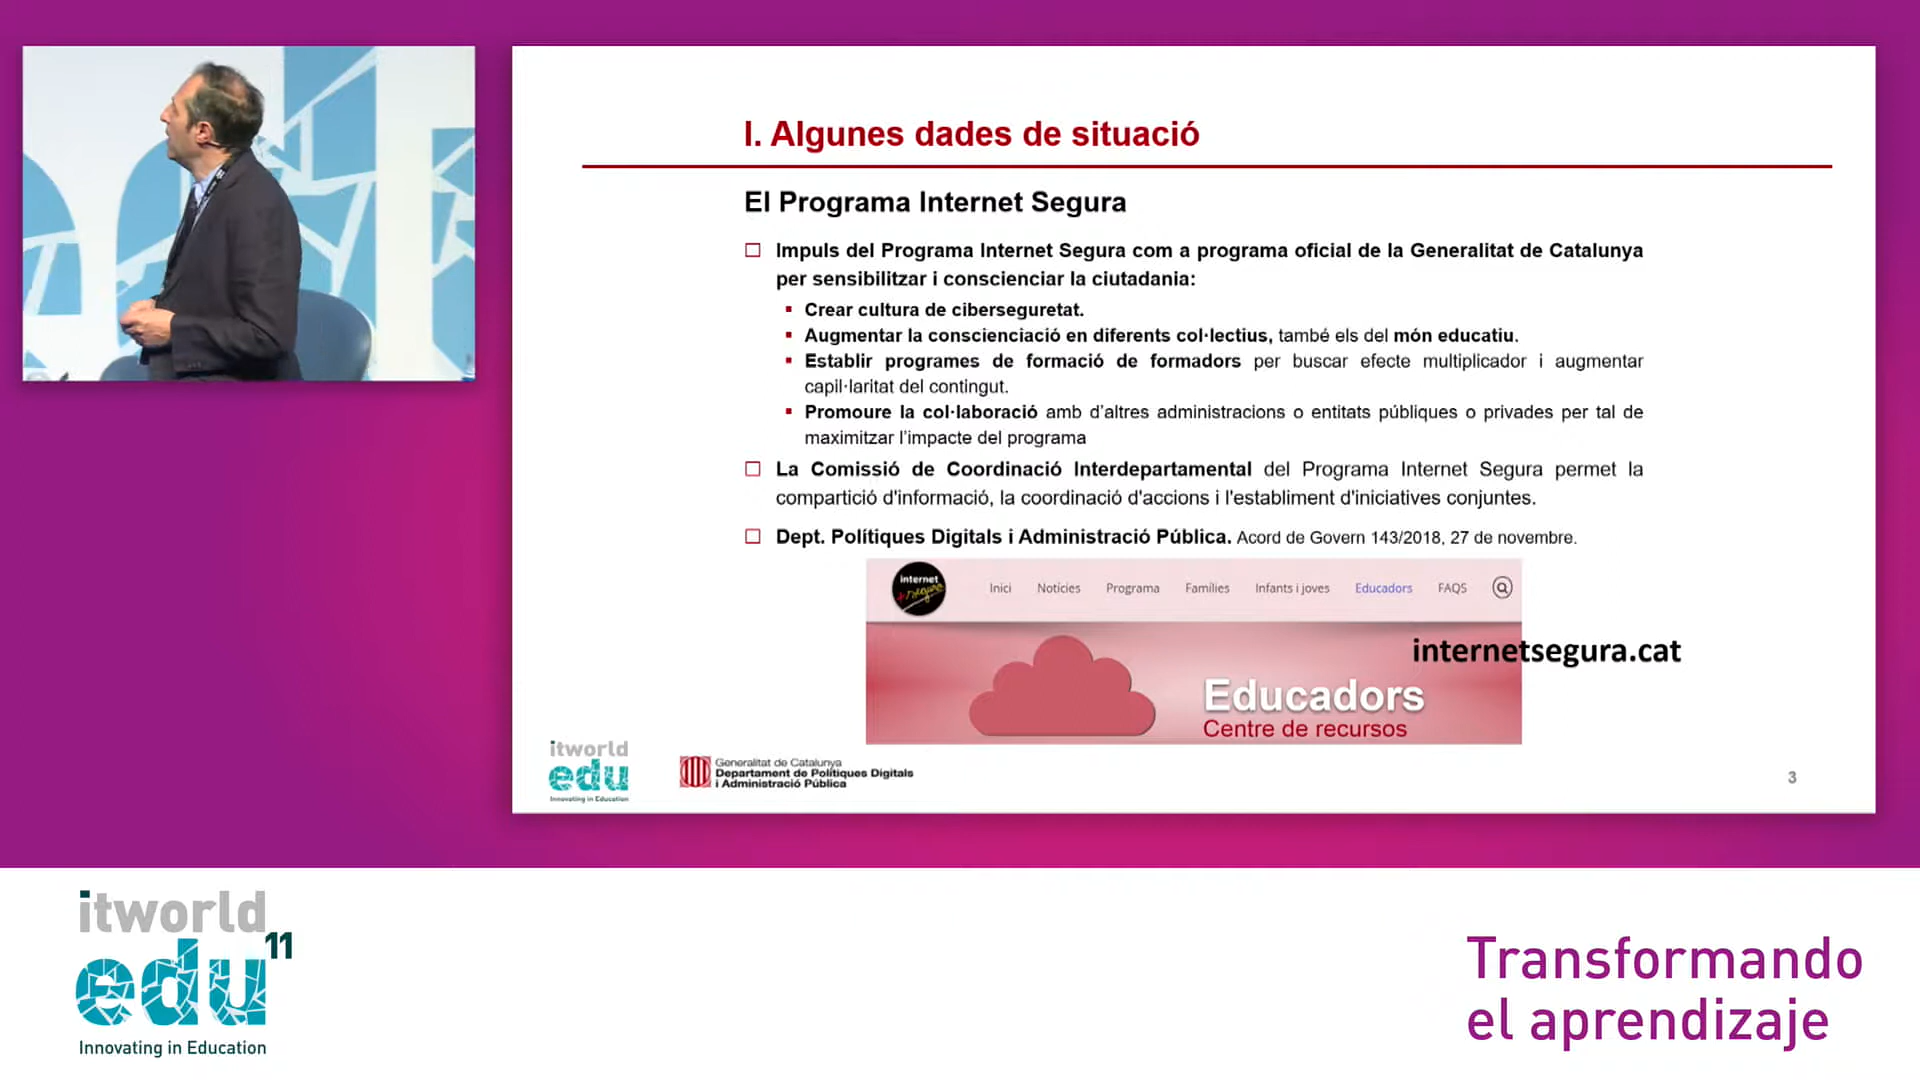 I. Algunes dades de situació
El Programa Internet Segura
Impuls del Programa Internet Segura com a programa oficial de la Generalitat de Catalunya
per sensibilitzar i conscienciar la ciutadania:
Crear cultura de ciberseguretat.
Augmentar la conscienciació en diferents col·lectius, també els del món educatiu.
Establir programes de formació de formadors per buscar efecte multiplicador i augmentar
capil·laritat del contingut.
Promoure la col·laboració amb d'altres administracions o entitats públiques o privades per tal de
maximitzar l'impacte del programa
La Comissió de Coordinació Interdepartamental del Programa Internet Segura permet la
compartició d'informació, la coordinació d'accions i l'establiment d'iniciatives conjuntes.
Dept. Polítiques Digitals i Administració Pública. Acord de Govern 143/2018, 27 de novembre.
internet
+segura
Inici Notícies Programa Famílies Infants i joves Educadors FAQS
internetsegura.cat
Educadors
Centre de recursos
itworld
edu
Innovating in Education
Generalitat de Catalunya
Departament de Polítiques Digitals
i Administració Pública
3
itworld
edu 11
Innovating in Education
Transformando
el aprendizaje